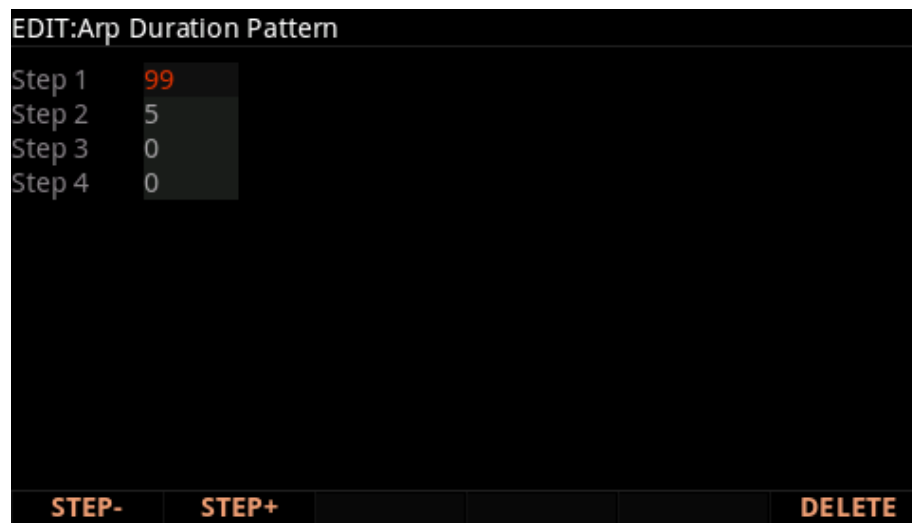 EDIT:Arp Duration Pattern
Step 1 99
Step 2 5
Step 3 0
Step 4 0
STEP- STEP+ DELETE